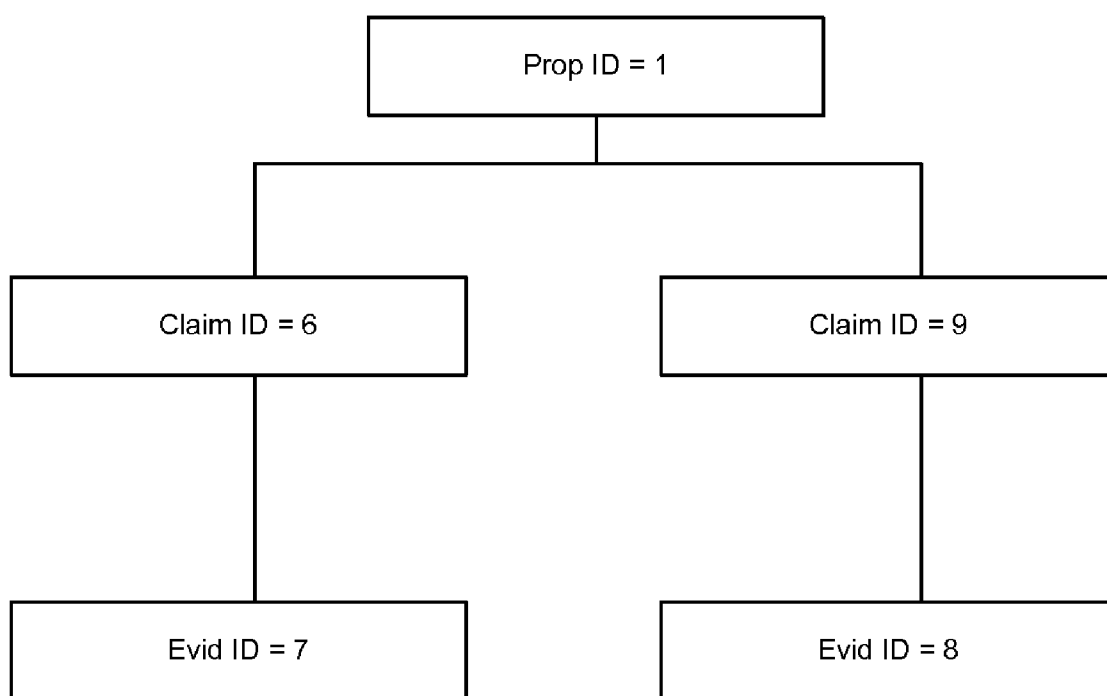 Prop ID = 1
Claim ID = 6
Claim ID = 9
Evid ID = 7
Evid ID = 8